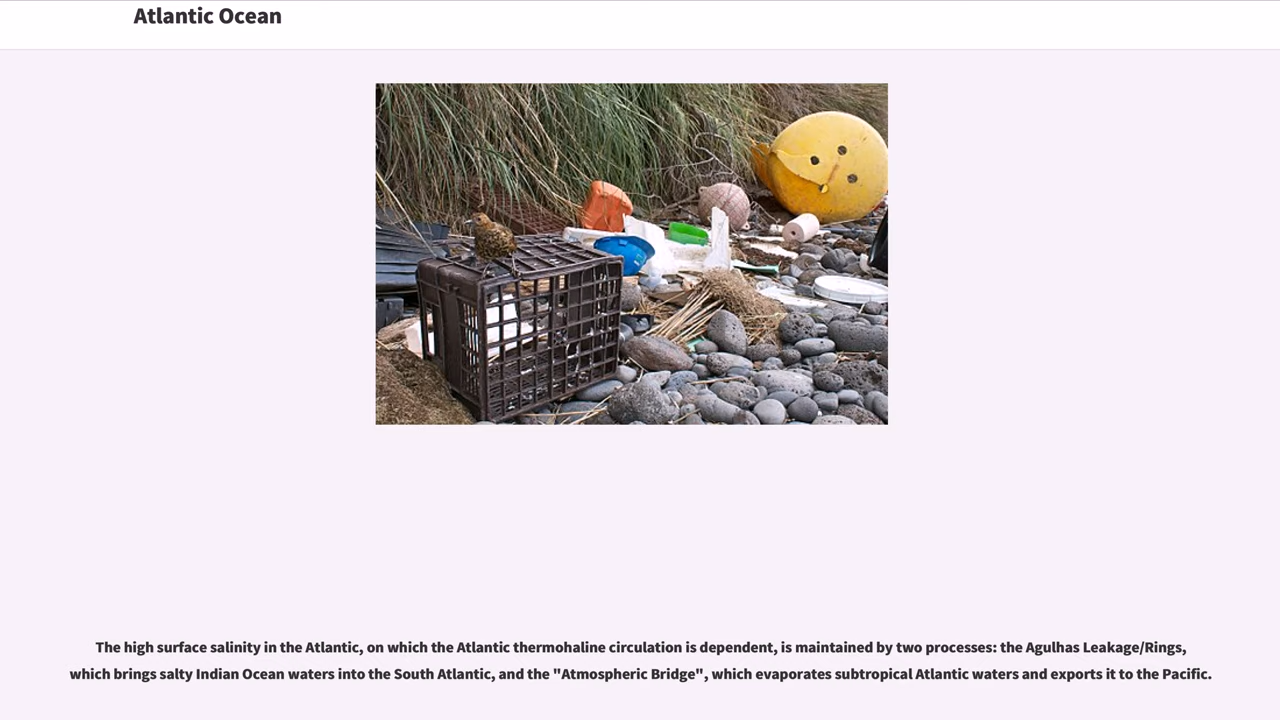 Atlantic Ocean
The high surface salinity in the Atlantic, on which the Atlantic thermohaline circulation is dependent, is maintained by two processes: the Agulhas Leakage/Rings,
which brings salty Indian Ocean waters into the South Atlantic, and the "Atmospheric Bridge", which evaporates subtropical Atlantic waters and exports it to the Pacific.